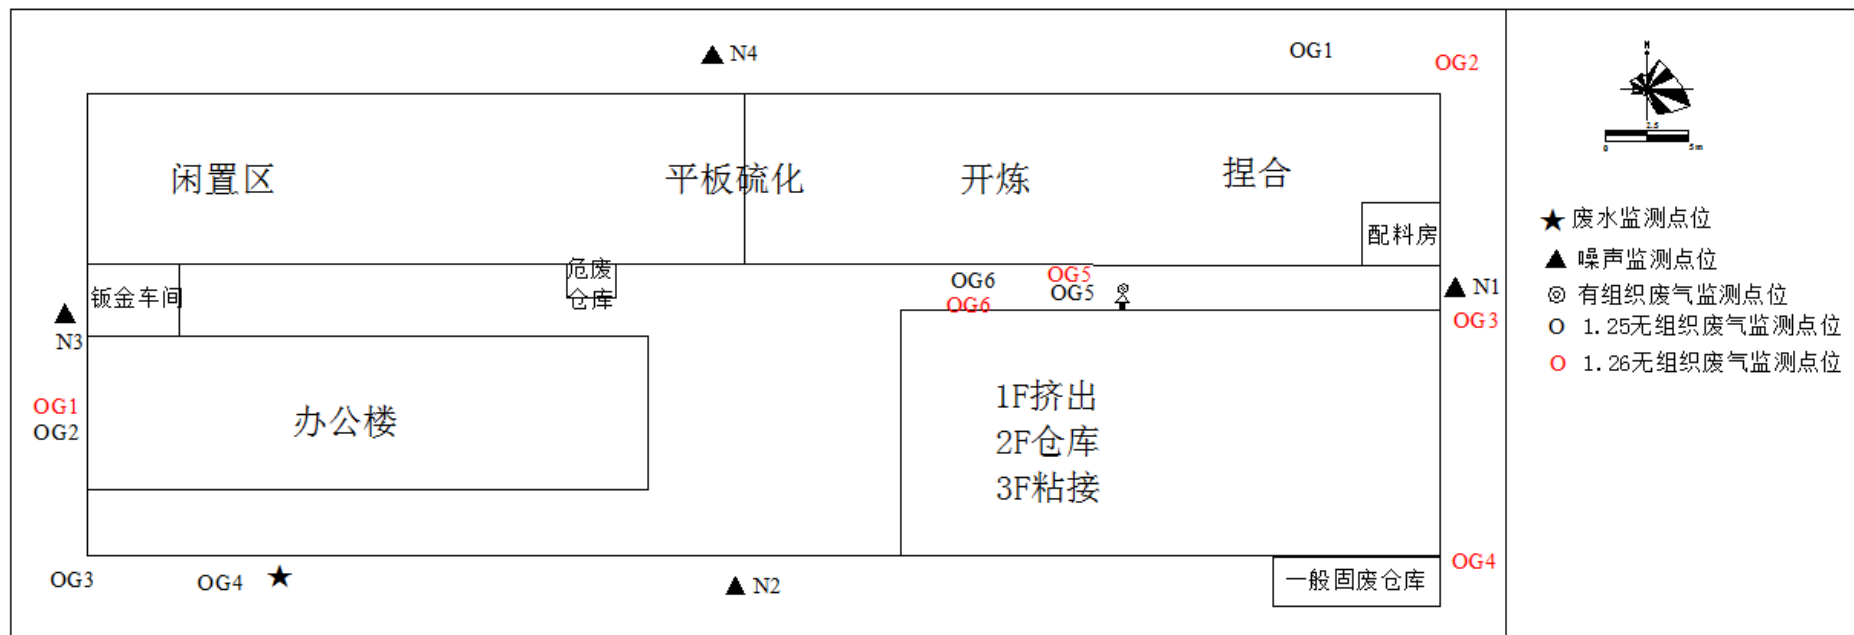 N4
OG1
OG2
N
闲置区
平板硫化
开炼
捏合
2.5
0
5m
配料房
废水监测点位
噪声监测点位
有组织废气监测点位
1.25无组织废气监测点位
1.26无组织废气监测点位
钣金车间
危废
仓库
OG6
OG5
OG6
OG5
N1
OG3
N3
OG1
OG2
办公楼
1F挤出
2F仓库
3F粘接
OG3
OG4
N2
一般固废仓库
OG4